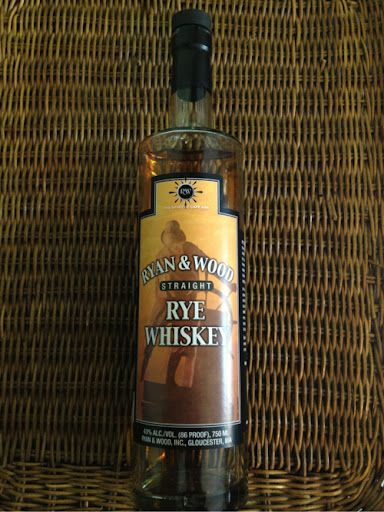 RW
RYAN & WOOD
STRAIGHT
RYE
WHISKEY
43% ALC./VOL. (86 PROOF), 750 ML
RYAN & WOOD, INC., GLOUCESTER, MA